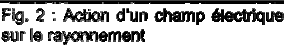 Fig. 2 : Action d'un champ électrique
sur le rayonnement